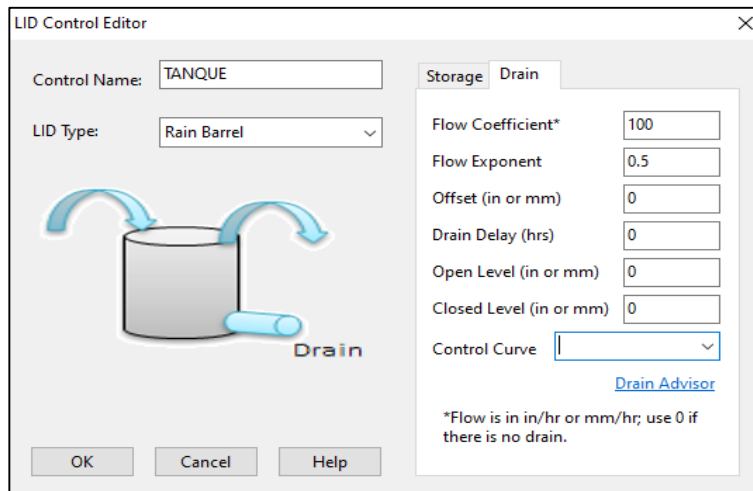 LID Control Editor
Control Name: TANQUE
LID Type: Rain Barrel
Drain
OK Cancel Help
Storage Drain
Flow Coefficient* 100
Flow Exponent 0.5
Offset (in or mm) 0
Drain Delay (hrs) 0
Open Level (in or mm) 0
Closed Level (in or mm) 0
Control Curve
Drain Advisor
*Flow is in in/hr or mm/hr; use 0 if
there is no drain.